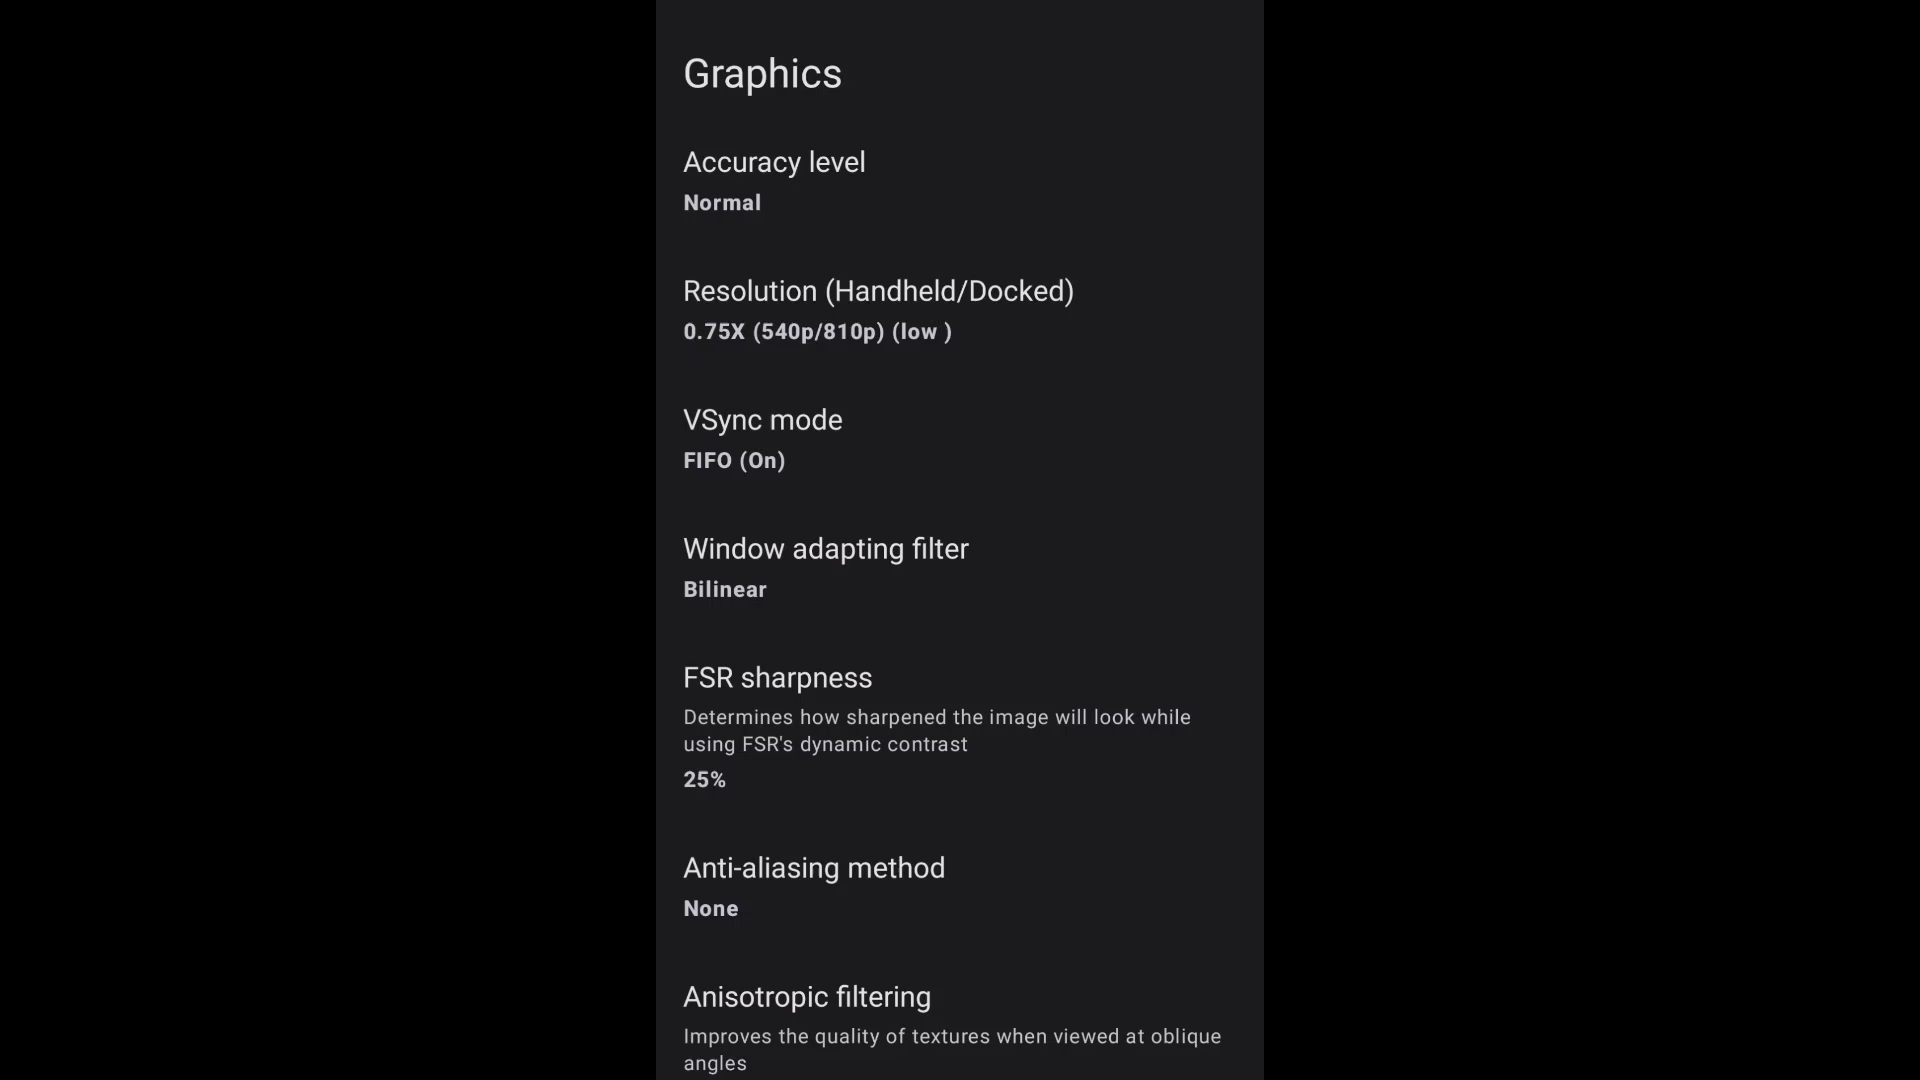 Graphics
Accuracy level
Normal
Resolution (Handheld/Docked)
0.75X (540p/810p) (low )
VSync mode
FIFO (On)
Window adapting filter
Bilinear
FSR sharpness
Determines how sharpened the image will look while
using FSR's dynamic contrast
25%
Anti-aliasing method
None
Anisotropic filtering
Improves the quality of textures when viewed at oblique
angles